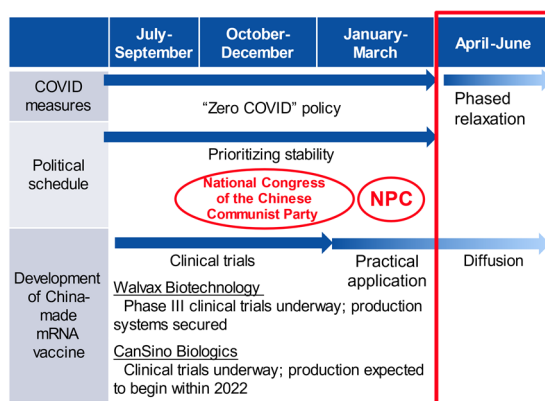 July-
September
October-
December
January-
March
April-June
COVID
measures
“Zero COVID” policy
Phased
relaxation
Political
schedule
Prioritizing stability
National Congress
of the Chinese
Communist Party
NPC
Development
of China-
made
mRNA
vaccine
Clinical trials
Practical
application
Diffusion
Walvax Biotechnology
Phase III clinical trials underway; production
systems secured
CanSino Biologics
Clinical trials underway; production expected
to begin within 2022